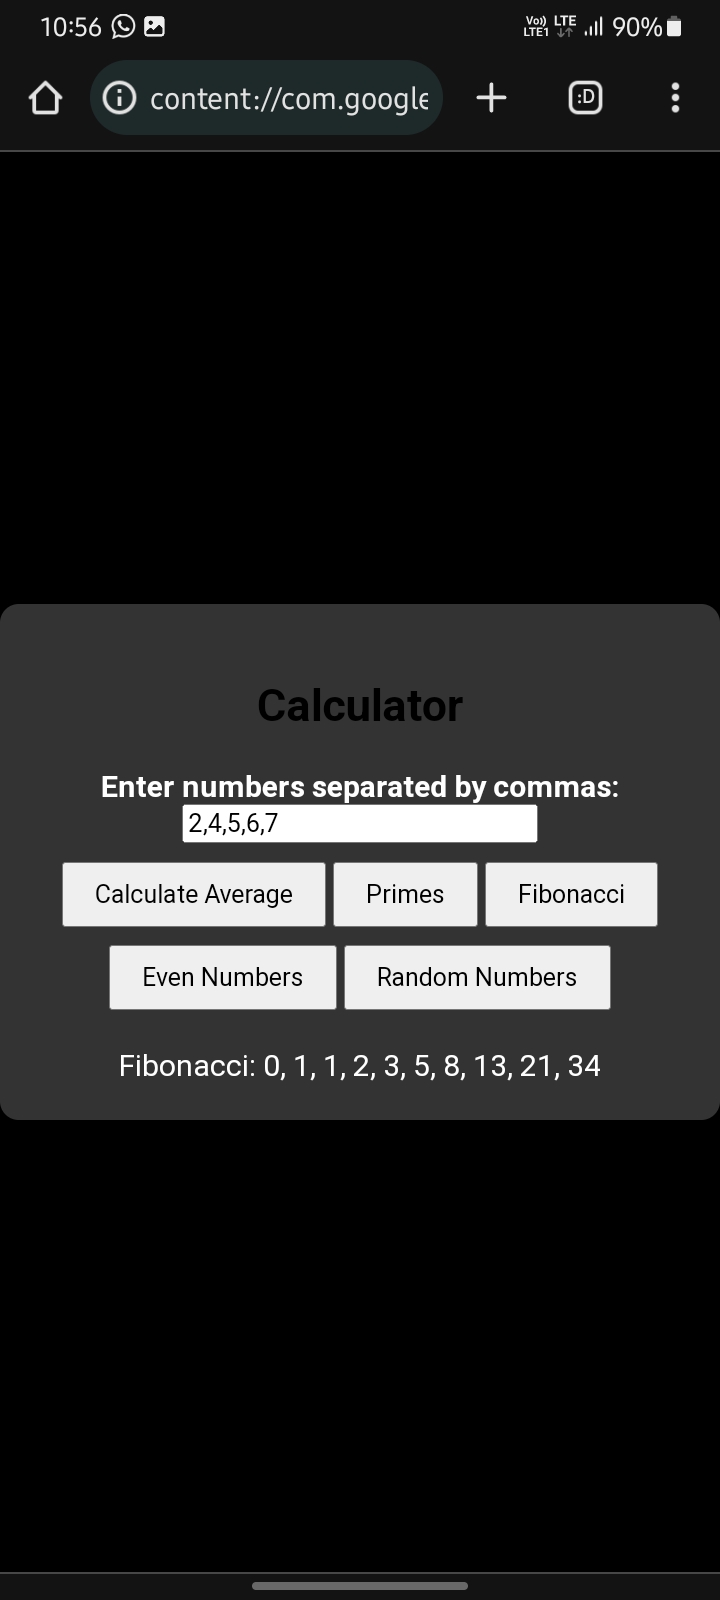 10:56 Vo)) LTE1 LTE 90%
content://com.google
:D
Calculator
Enter numbers separated by commas:
2,4,5,6,7
Calculate Average Primes Fibonacci
Even Numbers Random Numbers
Fibonacci: 0, 1, 1, 2, 3, 5, 8, 13, 21, 34